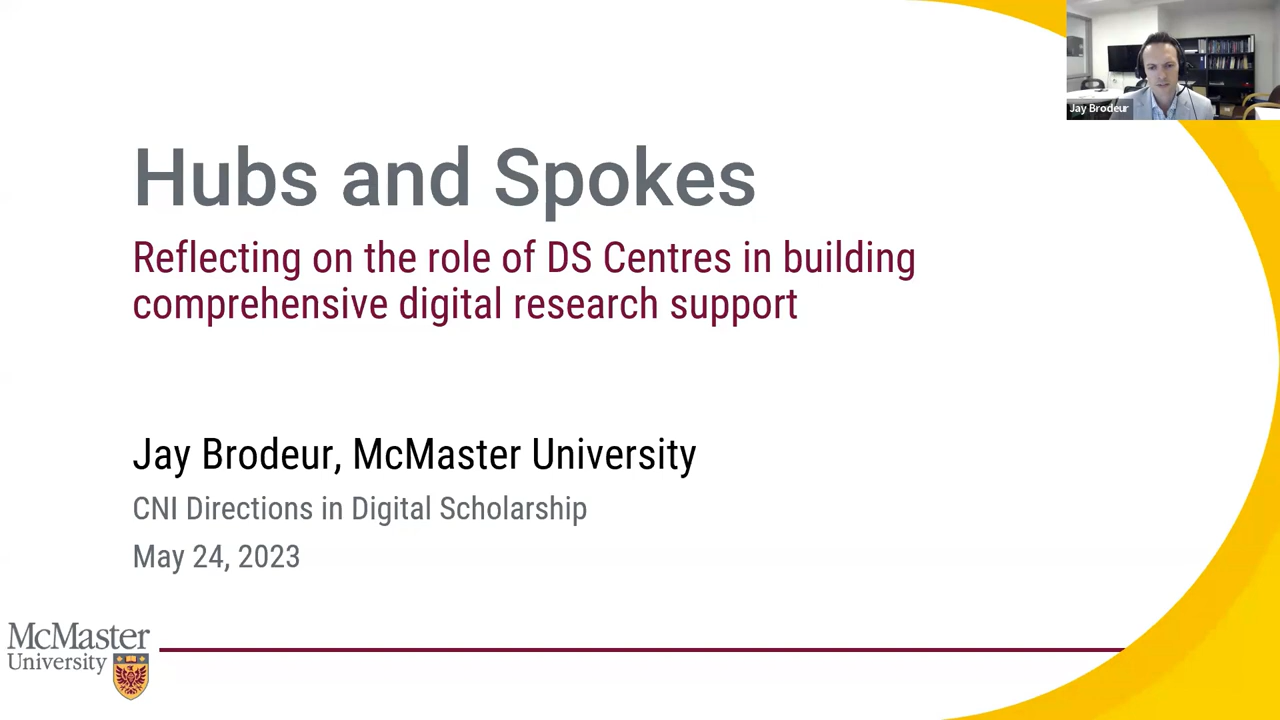 Jay Brodeur
Hubs and Spokes
Reflecting on the role of DS Centres in building
comprehensive digital research support
Jay Brodeur, McMaster University
CNI Directions in Digital Scholarship
May 24, 2023
McMaster
University